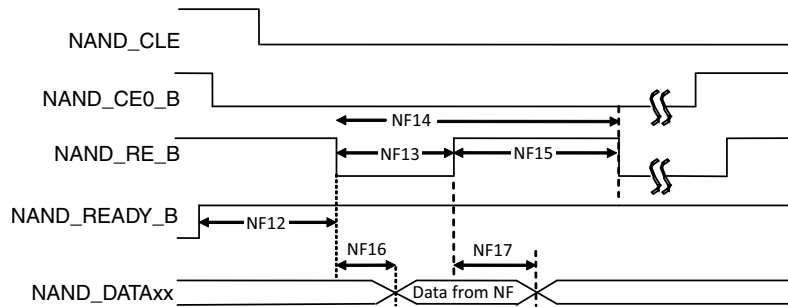 NAND_CLE
NAND_CE0_B
NF14
NAND_RE_B
NF13
NF15
NAND_READY_B
NF12
NF16
NF17
NAND_DATAxx
Data from NF